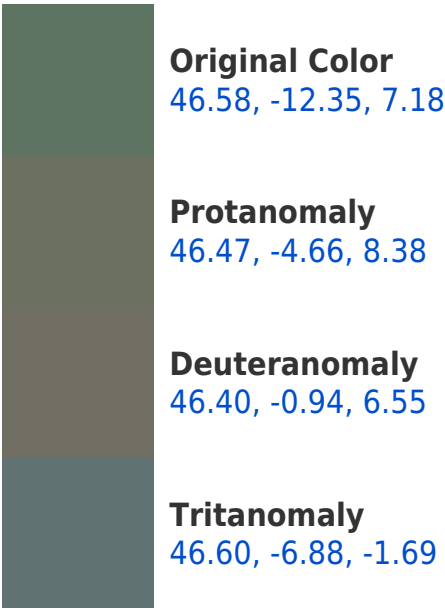 Original Color
46.58, -12.35, 7.18
Protanomaly
46.47, -4.66, 8.38
Deuteranomaly
46.40, -0.94, 6.55
Tritanomaly
46.60, -6.88, -1.69